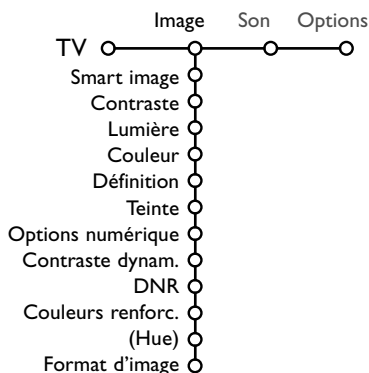 Image Son Options
TV
Smart image
Contraste
Lumière
Couleur
Définition
Teinte
Options numérique
Contraste dynam.
DNR
Couleurs renforc.
(Hue)
Format d'image